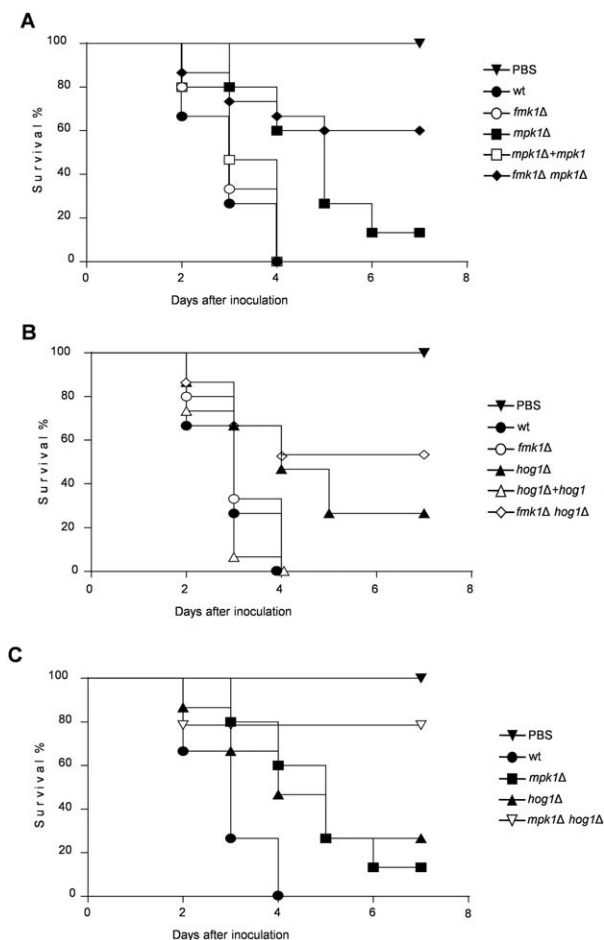 A
100
80
60
40
20
0
Survival %
0 2 4 6 8
Days after inoculation
PBS
wt
fmk1Δ
mpk1Δ
mpk1Δ+mpk1
fmk1Δ mpk1Δ
B
100
80
60
40
20
0
Survival %
0 2 4 6 8
Days after inoculation
PBS
wt
fmk1Δ
hog1Δ
hog1Δ+hog1
fmk1Δ hog1Δ
C
100
80
60
40
20
0
Survival %
0 2 4 6 8
Days after inoculation
PBS
wt
mpk1Δ
hog1Δ
mpk1Δ hog1Δ